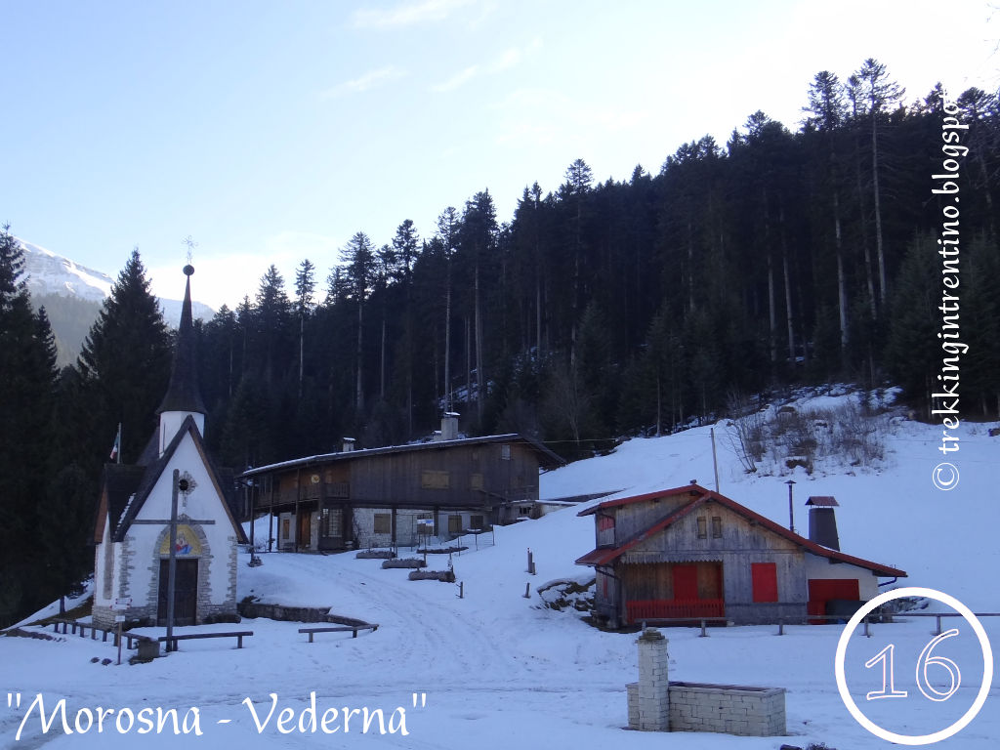 © trekkingintrentino.blogspo
"Morosna - Vederna"
16